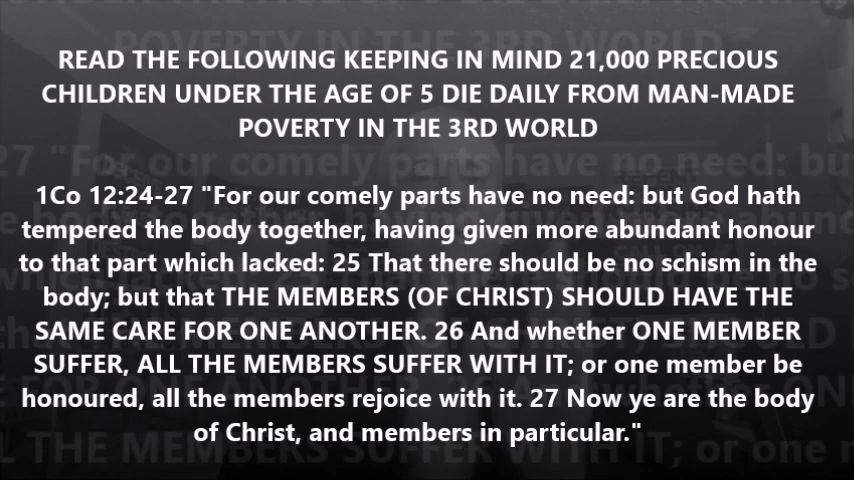 READ THE FOLLOWING KEEPING IN MIND 21,000 PRECIOUS
CHILDREN UNDER THE AGE OF 5 DIE DAILY FROM MAN-MADE
POVERTY IN THE 3RD WORLD
1Co 12:24-27 "For our comely parts have no need: but God hath
tempered the body together, having given more abundant honour
to that part which lacked: 25 That there should be no schism in the
body; but that THE MEMBERS (OF CHRIST) SHOULD HAVE THE
SAME CARE FOR ONE ANOTHER. 26 And whether ONE MEMBER
SUFFER, ALL THE MEMBERS SUFFER WITH IT; or one member be
honoured, all the members rejoice with it. 27 Now ye are the body
of Christ, and members in particular."